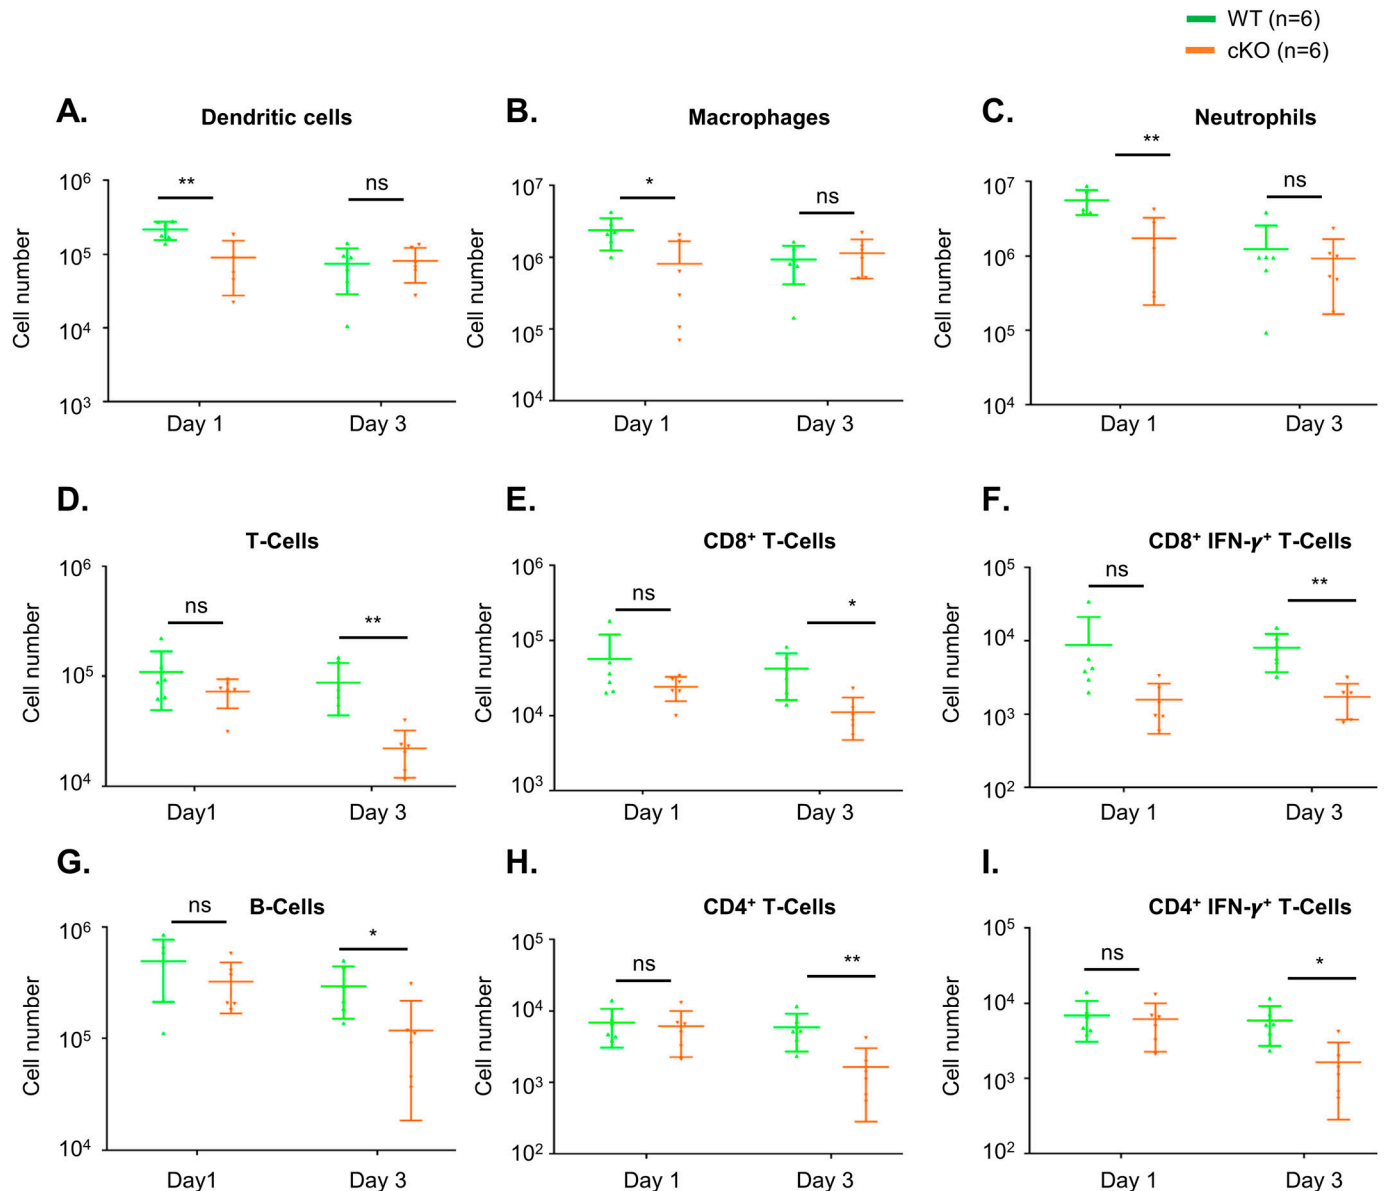 WT (n=6)
cKO (n=6)
A.
Dendritic cells
Cell number
10⁶
10⁵
10⁴
10³
**
ns
Day 1
Day 3
B.
Macrophages
Cell number
10⁷
10⁶
10⁵
10⁴
*
ns
Day 1
Day 3
C.
Neutrophils
Cell number
10⁷
10⁶
10⁵
10⁴
**
ns
Day 1
Day 3
D.
T-Cells
Cell number
10⁶
10⁵
10⁴
ns
**
Day1
Day 3
E.
CD8⁺ T-Cells
Cell number
10⁶
10⁵
10⁴
10³
ns
*
Day 1
Day 3
F.
CD8⁺ IFN-γ⁺ T-Cells
Cell number
10⁵
10⁴
10³
10²
ns
**
Day 1
Day 3
G.
B-Cells
Cell number
10⁶
10⁵
10⁴
ns
*
Day1
Day 3
H.
CD4⁺ T-Cells
Cell number
10⁵
10⁴
10³
10²
ns
**
Day 1
Day 3
I.
CD4⁺ IFN-γ⁺ T-Cells
Cell number
10⁵
10⁴
10³
10²
ns
*
Day 1
Day 3